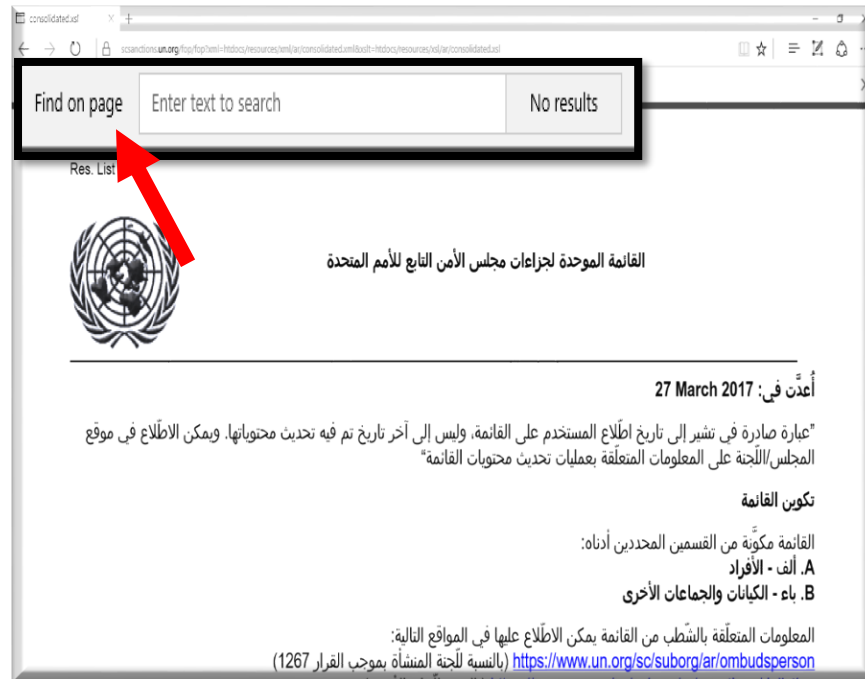 consolidated.xsl
scsanctions.un.org/fop/fop?xml=htdocs/resources/xml/ar/consolidated.xml&xslt=htdocs/resources/xsl/ar/consolidated.xsl
Find on page Enter text to search No results
Res. List
القائمة الموحدة لجزاءات مجلس الأمن التابع للأمم المتحدة
أُعدَّت في: 27 March 2017
"عبارة صادرة في تشير إلى تاريخ اطّلاع المستخدم على القائمة، وليس إلى آخر تاريخ تم فيه تحديث محتوياتها. ويمكن الاطّلاع في موقع
المجلس/اللّجنة على المعلومات المتعلّقة بعمليات تحديث محتويات القائمة"
تكوين القائمة
القائمة مكوَّنة من القسمين المحددين أدناه:
A. ألف - الأفراد
B. باء - الكيانات والجماعات الأخرى
المعلومات المتعلّقة بالشّطب من القائمة يمكن الاطّلاع عليها في المواقع التالية:
https://www.un.org/sc/suborg/ar/ombudsperson (بالنسبة للّجنة المنشأة بموجب القرار 1267)